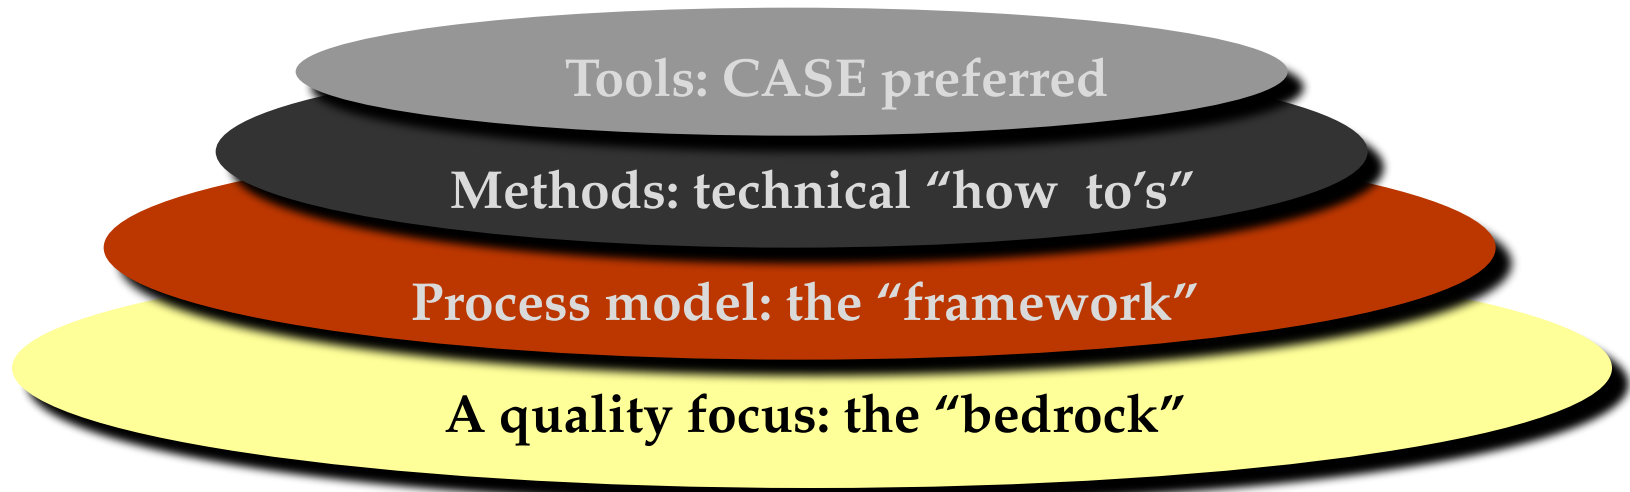 Tools: CASE preferred
Methods: technical “how  to’s”
Process model: the “framework”
A quality focus: the “bedrock”